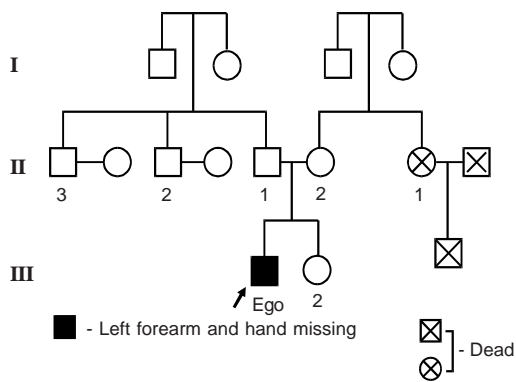 I
II
3 2 1 2 1
III
Ego 2
- Left forearm and hand missing
- Dead